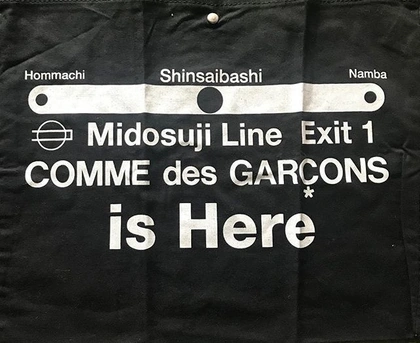 Hommachi Shinsaibashi Namba
Midosuji Line Exit 1
COMME des GARÇONS
*
is Here